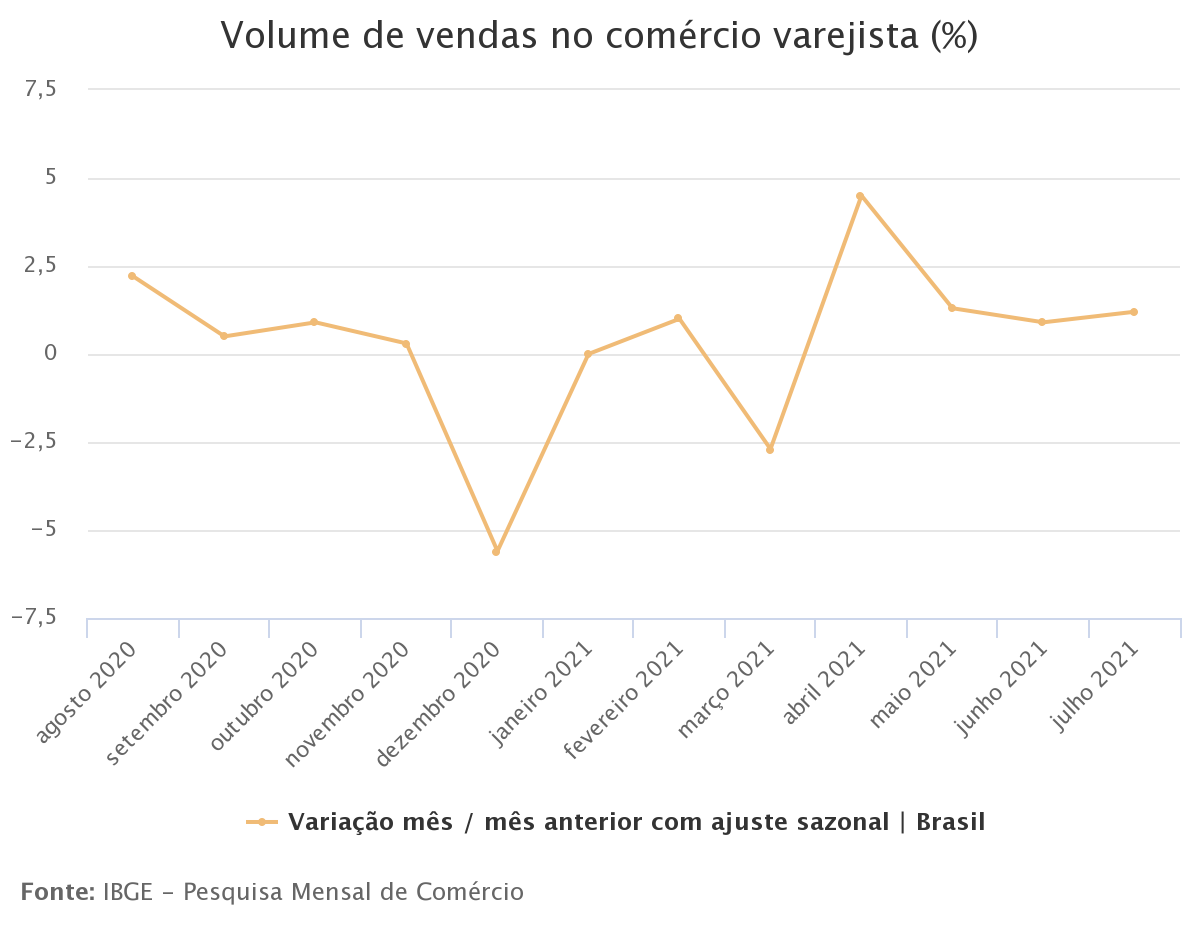 Volume de vendas no comércio varejista (%)
7,5
5
2,5
0
−2,5
−5
−7,5
agosto 2020
setembro 2020
outubro 2020
novembro 2020
dezembro 2020
janeiro 2021
fevereiro 2021
março 2021
abril 2021
maio 2021
junho 2021
julho 2021
Variação mês / mês anterior com ajuste sazonal | Brasil
Fonte: IBGE – Pesquisa Mensal de Comércio